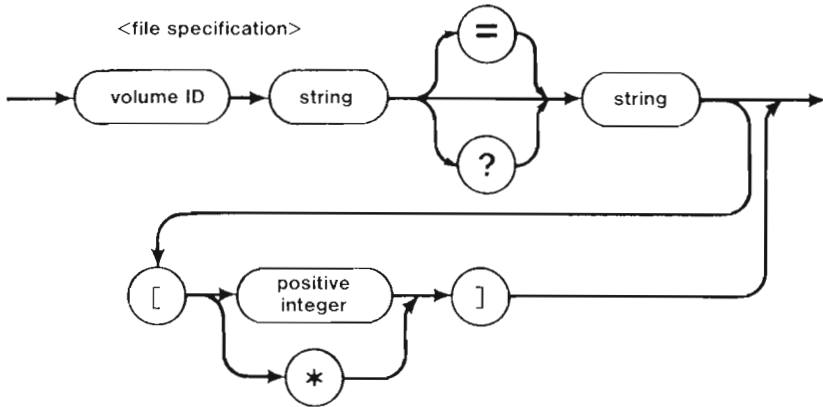 <file specification>
=
volume ID
string
string
?
[
positive
integer
]
*